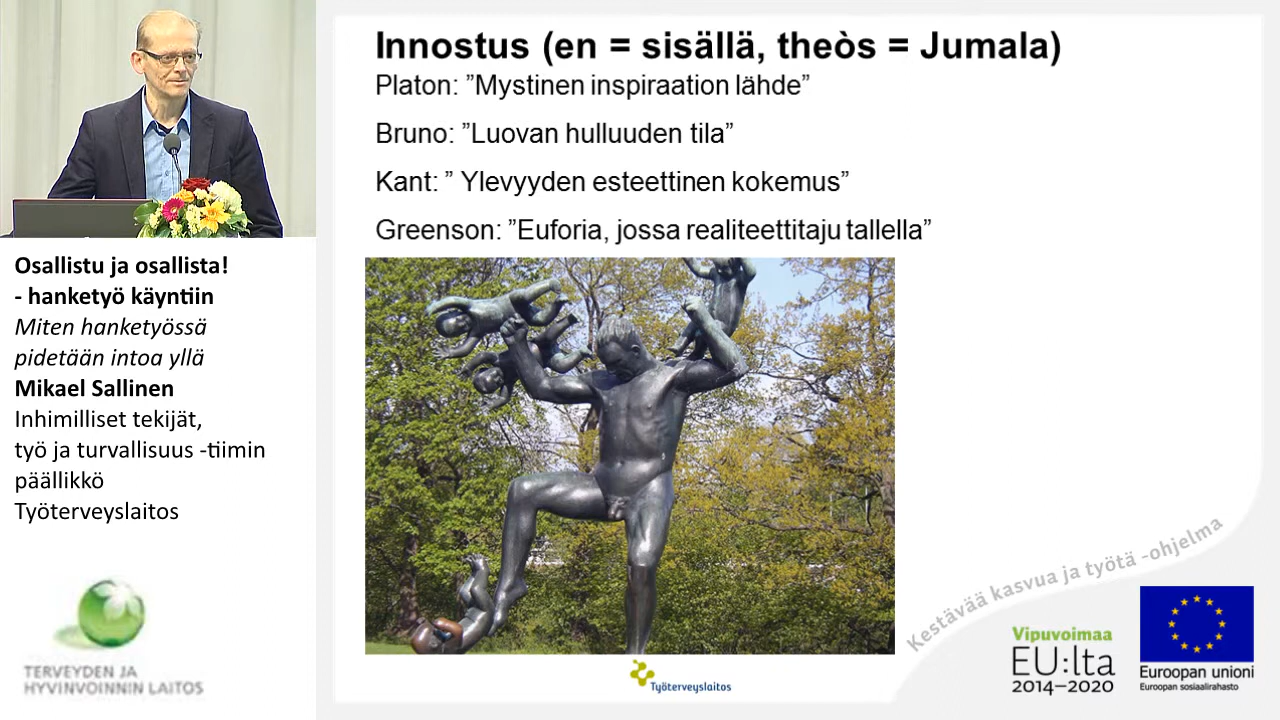 Innostus (en = sisällä, theòs = Jumala)
Platon: ”Mystinen inspiraation lähde”
Bruno: ”Luovan hulluuden tila”
Kant: ” Ylevyyden esteettinen kokemus”
Greenson: ”Euforia, jossa realiteettitaju tallella”
Osallistu ja osallista!
- hanketyö käyntiin
Miten hanketyössä
pidetään intoa yllä
Mikael Sallinen
Inhimilliset tekijät,
työ ja turvallisuus -tiimin
päällikkö
Työterveyslaitos
TERVEYDEN JA
HYVINVOINNIN LAITOS
Työterveyslaitos
Kestävää kasvua ja työtä -ohjelma
Vipuvoimaa
EU:lta
2014–2020
Euroopan unioni
Euroopan sosiaalirahasto